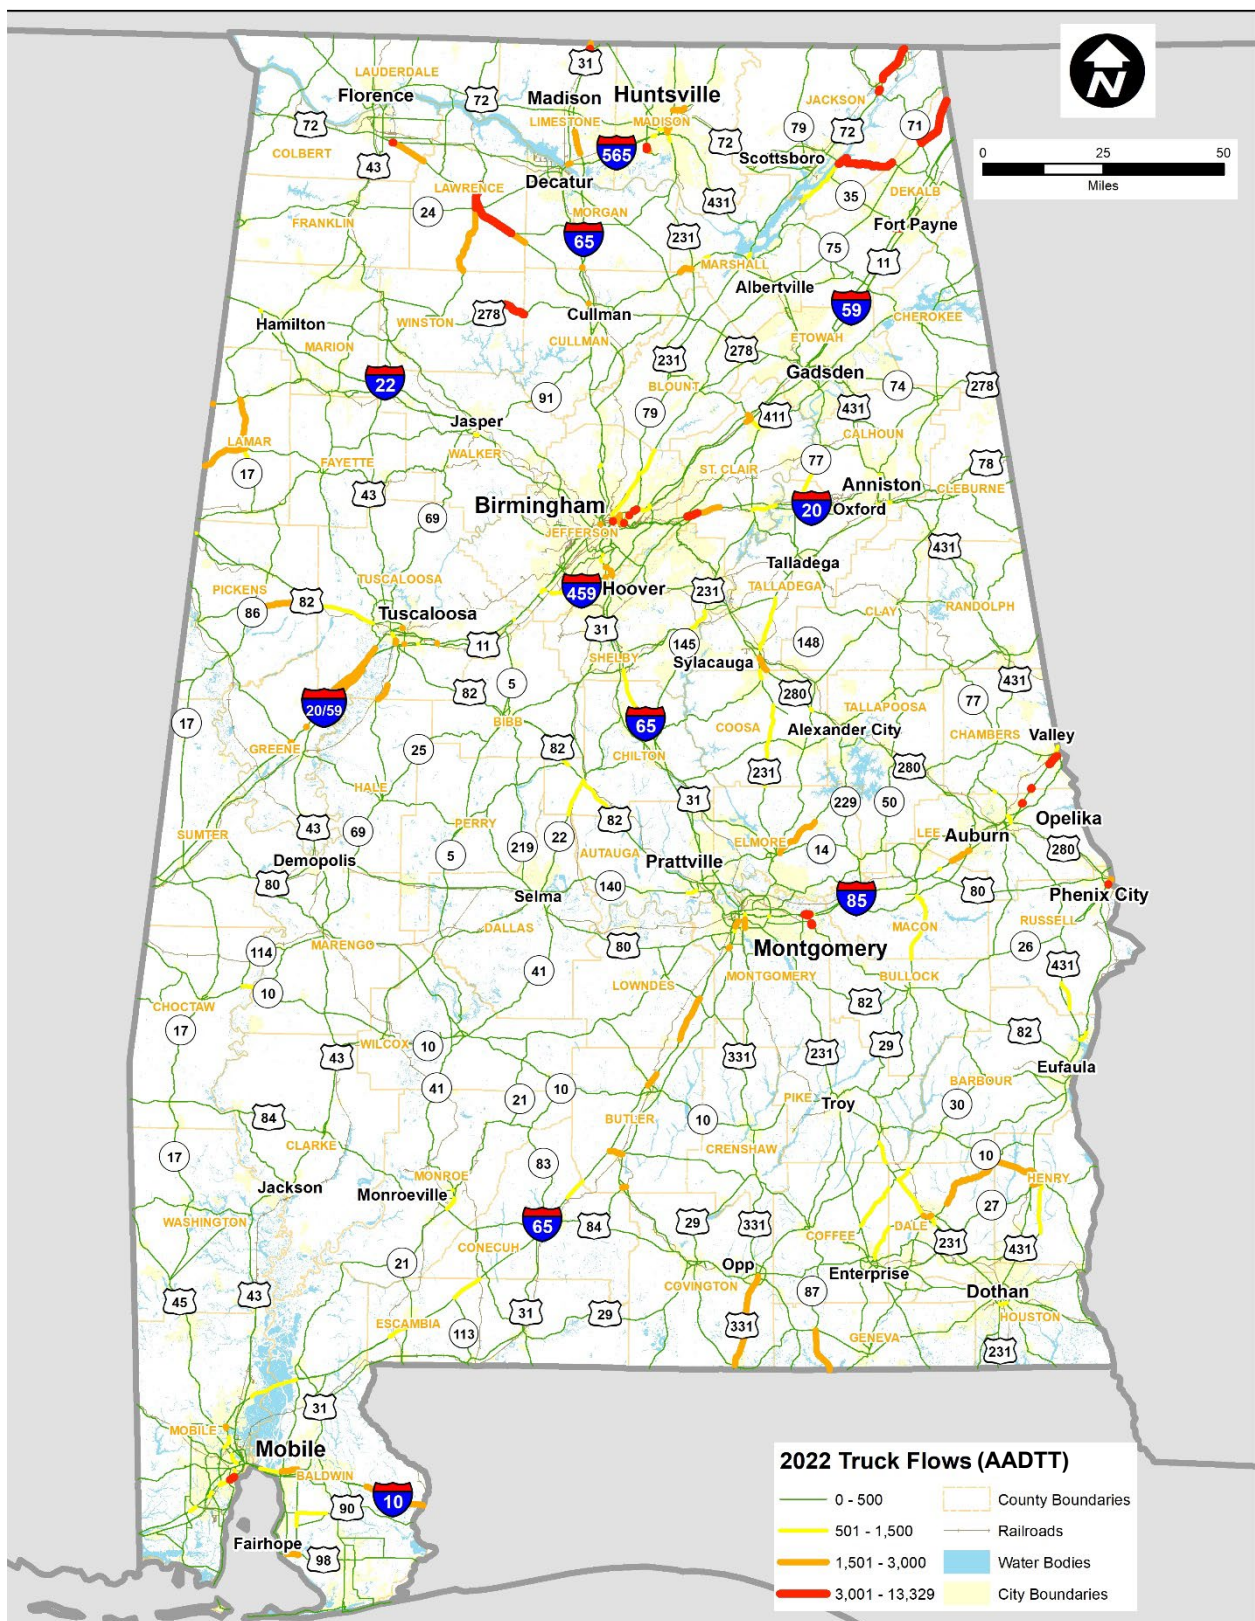 31
LAUDERDALE
Florence
72
Madison
Huntsville
JACKSON
N
72
LIMESTONE
MADISON
79
72
71
0 25 50
Miles
COLBERT
43
565
72
Scottsboro
Decatur
LAWRENCE
431
35
DEKALB
24
MORGAN
FRANKLIN
65
231
Fort Payne
75
11
MARSHALL
Albertville
59
278
Cullman
CHEROKEE
Hamilton
WINSTON
MARION
CULLMAN
ETOWAH
231
278
Gadsden
22
BLOUNT
74
278
91
79
411
431
Jasper
LAMAR
CALHOUN
WALKER
FAYETTE
77
78
17
ST. CLAIR
43
Anniston
CLEBURNE
Birmingham
20
Oxford
69
JEFFERSON
431
Talladega
PICKENS
TUSCALOOSA
459
Hoover
231
TALLADEGA
82
86
Tuscaloosa
CLAY
RANDOLPH
31
11
145
148
SHELBY
Sylacauga
431
5
82
280
77
20/59
TALLAPOOSA
17
BIBB
65
COOSA
Alexander City
CHAMBERS
Valley
GREENE
25
82
CHILTON
231
280
HALE
31
229
50
82
Opelika
SUMTER
43
69
PERRY
219
22
ELMORE
14
LEE
Auburn
280
5
AUTAUGA
Prattville
Demopolis
80
140
85
80
Phenix City
Selma
RUSSELL
DALLAS
MACON
26
MARENGO
80
Montgomery
114
431
41
MONTGOMERY
BULLOCK
10
LOWNDES
CHOCTAW
82
17
82
WILCOX
10
43
331
231
29
Eufaula
41
10
BARBOUR
21
PIKE
Troy
30
84
BUTLER
10
CLARKE
CRENSHAW
17
83
10
MONROE
HENRY
Jackson
Monroeville
27
WASHINGTON
65
84
29
331
DALE
COFFEE
231
431
CONECUH
21
Opp
Enterprise
COVINGTON
Dothan
45
43
87
31
29
HOUSTON
ESCAMBIA
113
331
GENEVA
231
31
MOBILE
Mobile
BALDWIN
10
90
Fairhope
98
2022 Truck Flows (AADTT)
0 - 500
County Boundaries
501 - 1,500
Railroads
1,501 - 3,000
Water Bodies
3,001 - 13,329
City Boundaries